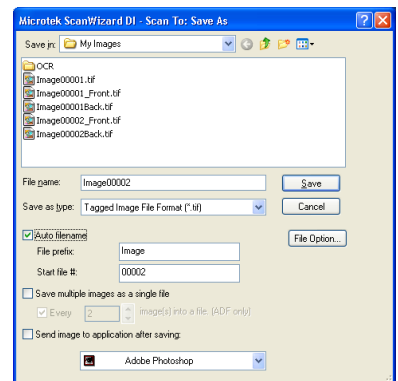 Microtek ScanWizard DI - Scan To: Save As
Save in: My Images
OCR
Image00001.tif
Image00001_Front.tif
Image00001Back.tif
Image00002_Front.tif
Image00002Back.tif
File name: Image00002 Save
Save as type: Tagged Image File Format (*.tif) Cancel
Auto filename File Option...
File prefix: Image
Start file #: 00002
Save multiple images as a single file
Every 2 image(s) into a file. (ADF only)
Send image to application after saving:
Adobe Photoshop